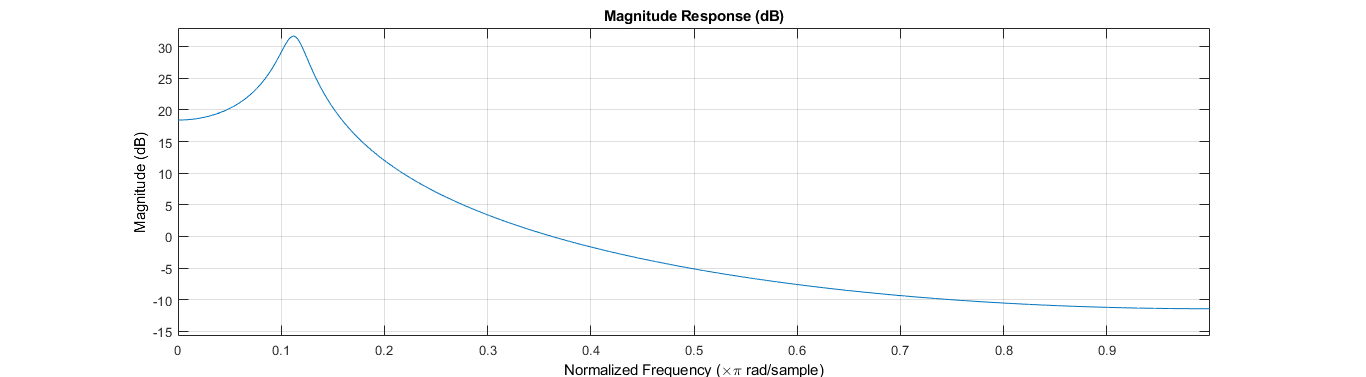 Magnitude Response (dB)
30
25
20
15
10
5
0
-5
-10
-15
Magnitude (dB)
0 0.1 0.2 0.3 0.4 0.5 0.6 0.7 0.8 0.9
Normalized Frequency (×π rad/sample)